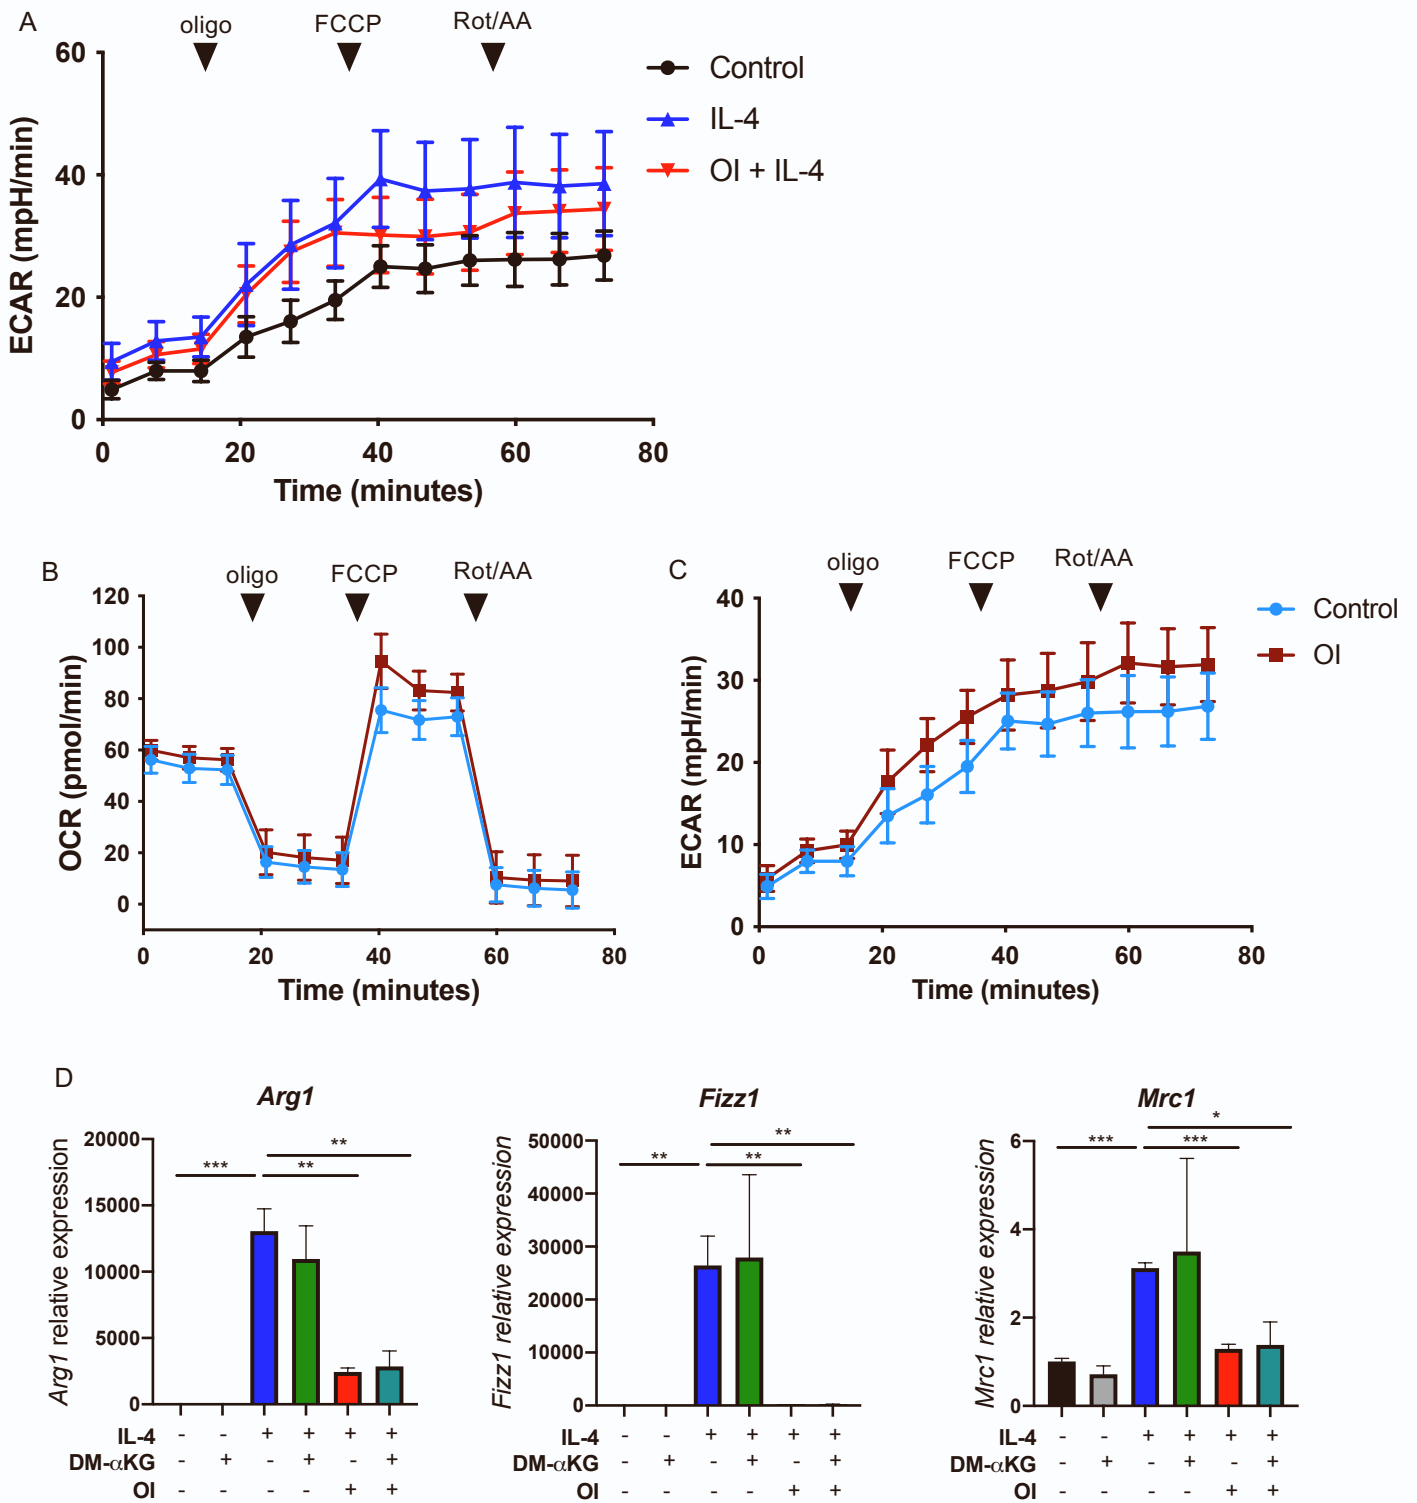 A
oligo FCCP Rot/AA
ECAR (mpH/min)
60
40
20
0
0 20 40 60 80
Time (minutes)
Control
IL-4
OI + IL-4
B
oligo FCCP Rot/AA
OCR (pmol/min)
120
100
80
60
40
20
0
0 20 40 60 80
Time (minutes)
C
oligo FCCP Rot/AA
ECAR (mpH/min)
40
30
20
10
0
0 20 40 60 80
Time (minutes)
Control
OI
D
Arg1
Arg1 relative expression
20000
15000
10000
5000
0
*** ** **
IL-4 - - + + + +
DM-αKG - + - + - +
OI - - - - + +
Fizz1
Fizz1 relative expression
50000
40000
30000
20000
10000
0
** ** **
IL-4 - - + + + +
DM-αKG - + - + - +
OI - - - - + +
Mrc1
Mrc1 relative expression
6
4
2
0
*** *** *
IL-4 - - + + + +
DM-αKG - + - + - +
OI - - - - + +